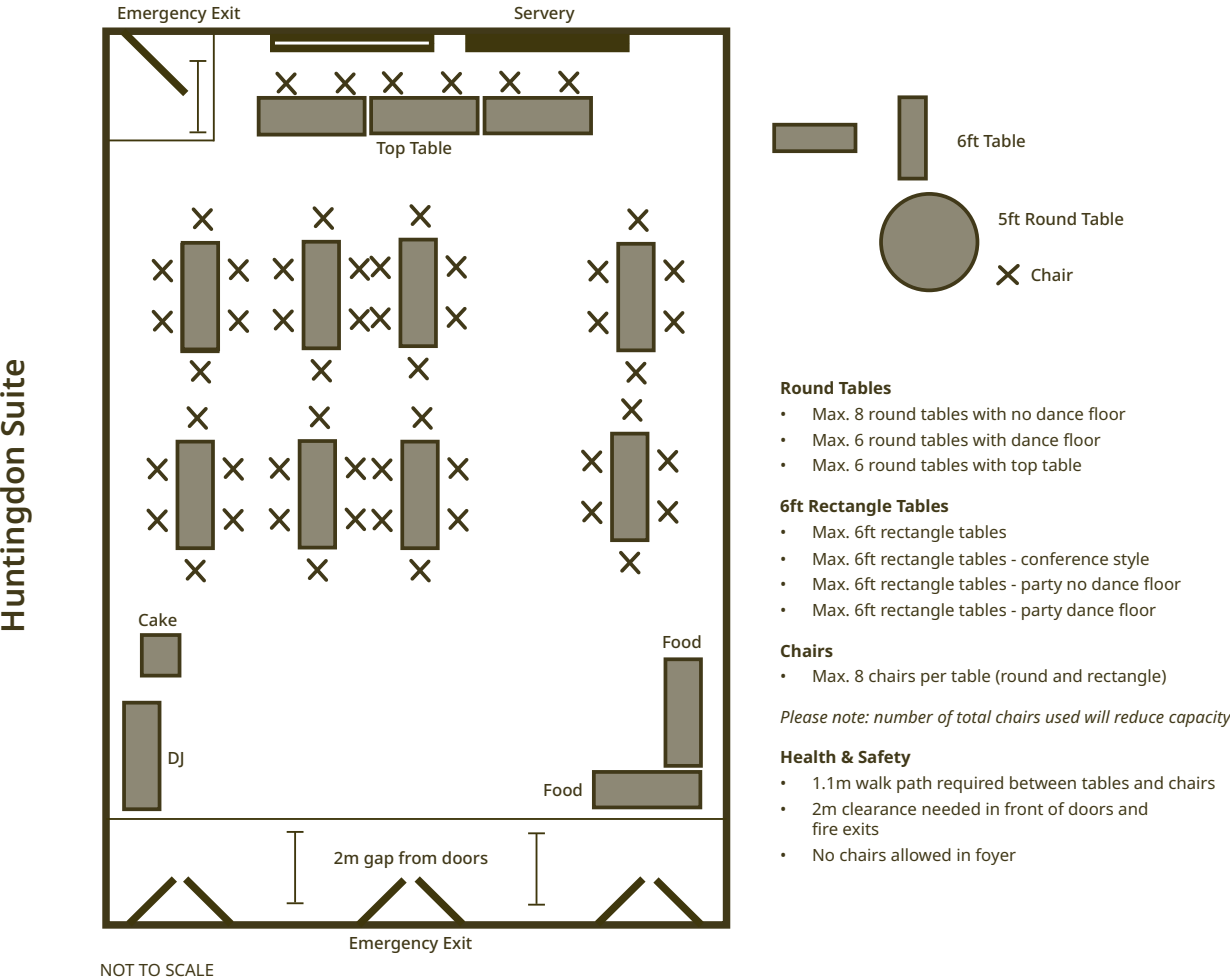 Emergency Exit
Servery
Top Table
6ft Table
5ft Round Table
Chair
Huntingdon Suite
Round Tables
• Max. 8 round tables with no dance floor
• Max. 6 round tables with dance floor
• Max. 6 round tables with top table
6ft Rectangle Tables
• Max. 6ft rectangle tables
• Max. 6ft rectangle tables - conference style
• Max. 6ft rectangle tables - party no dance floor
• Max. 6ft rectangle tables - party dance floor
Chairs
• Max. 8 chairs per table (round and rectangle)
Please note: number of total chairs used will reduce capacity
Health & Safety
• 1.1m walk path required between tables and chairs
• 2m clearance needed in front of doors and
fire exits
• No chairs allowed in foyer
Cake
Food
DJ
Food
2m gap from doors
Emergency Exit
NOT TO SCALE